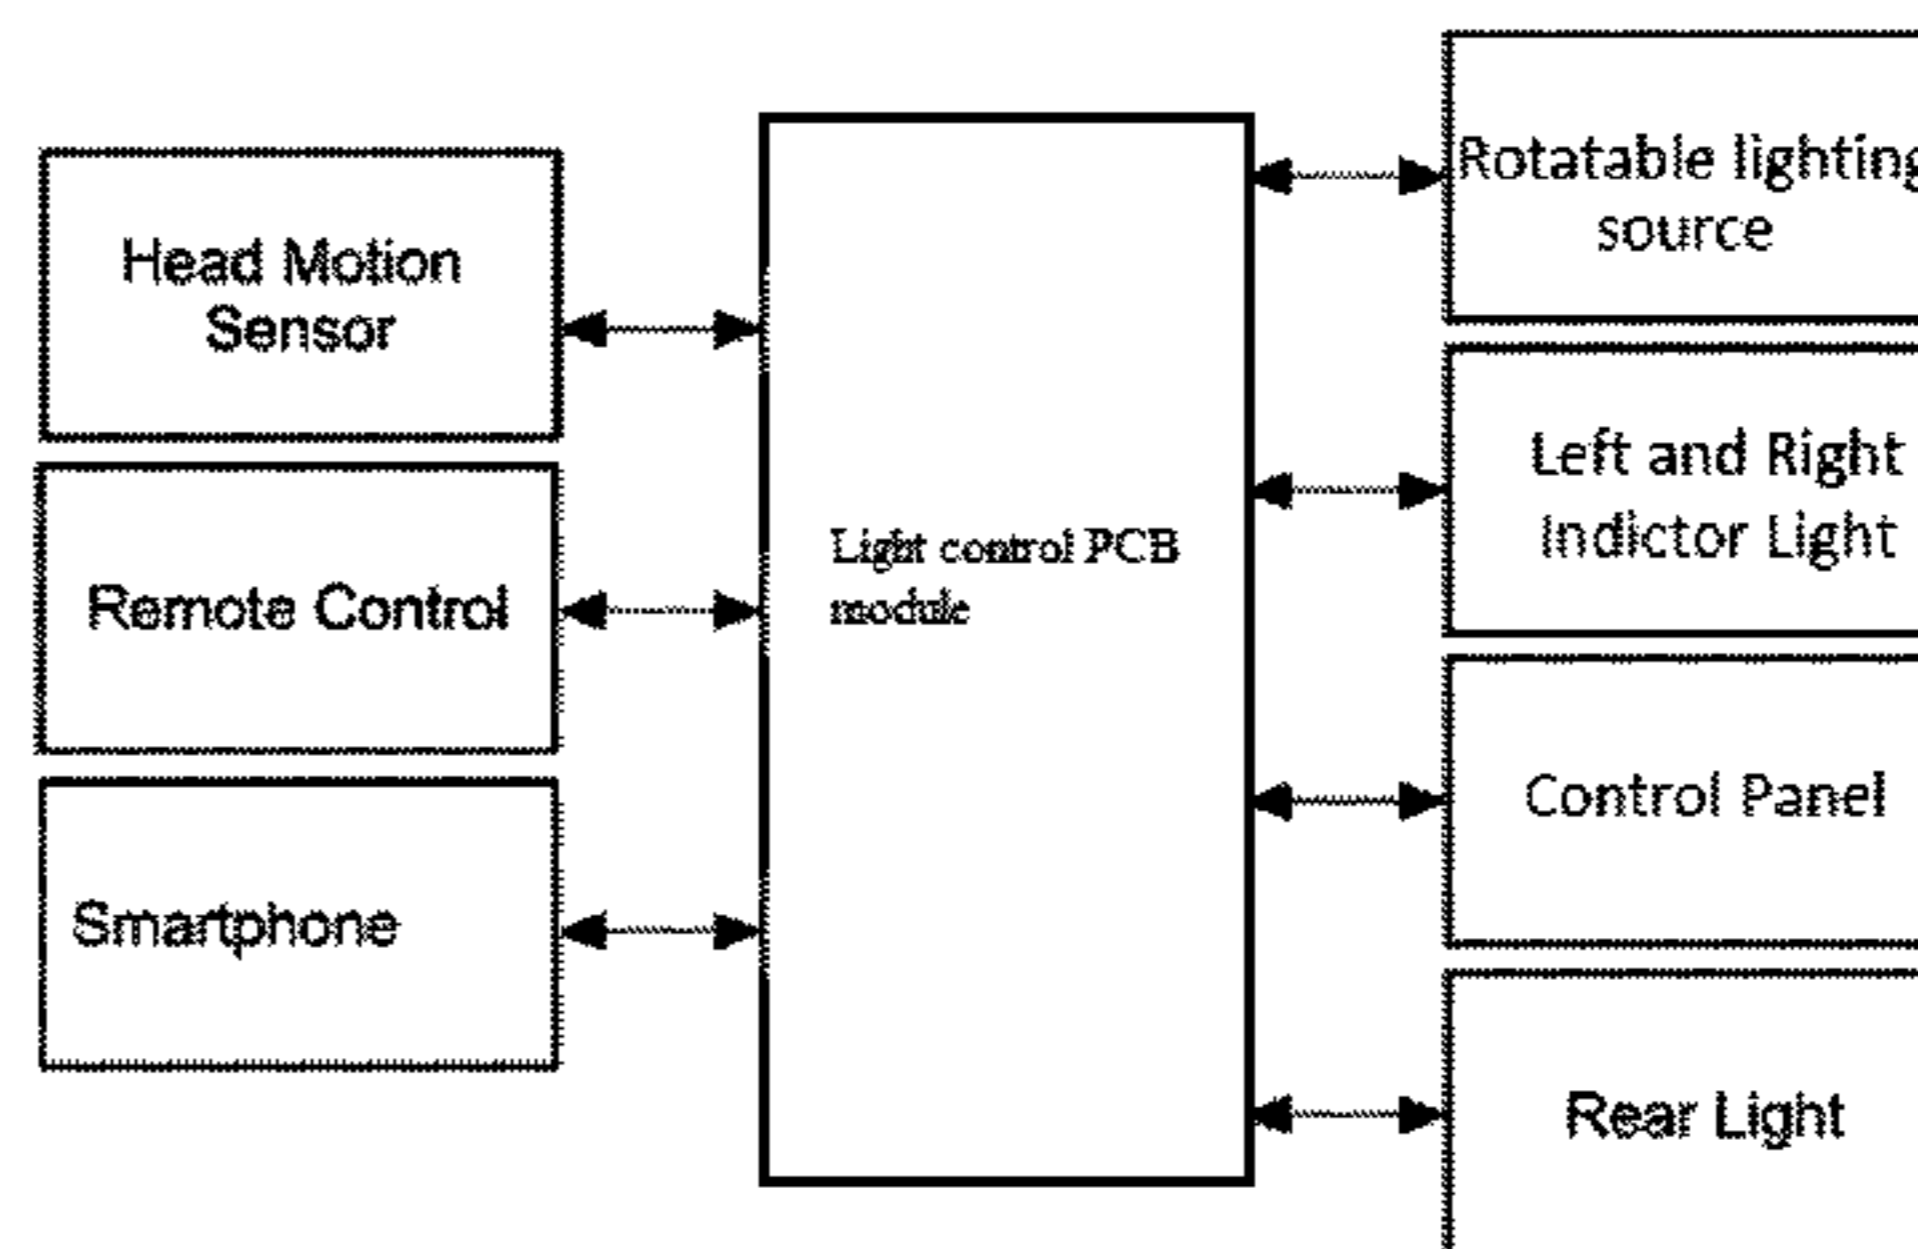 Head Motion
Sensor
Remote Control
Smartphone
Light control PCB
module
Rotatable lighting
source
Left and Right
Indictor Light
Control Panel
Rear Light